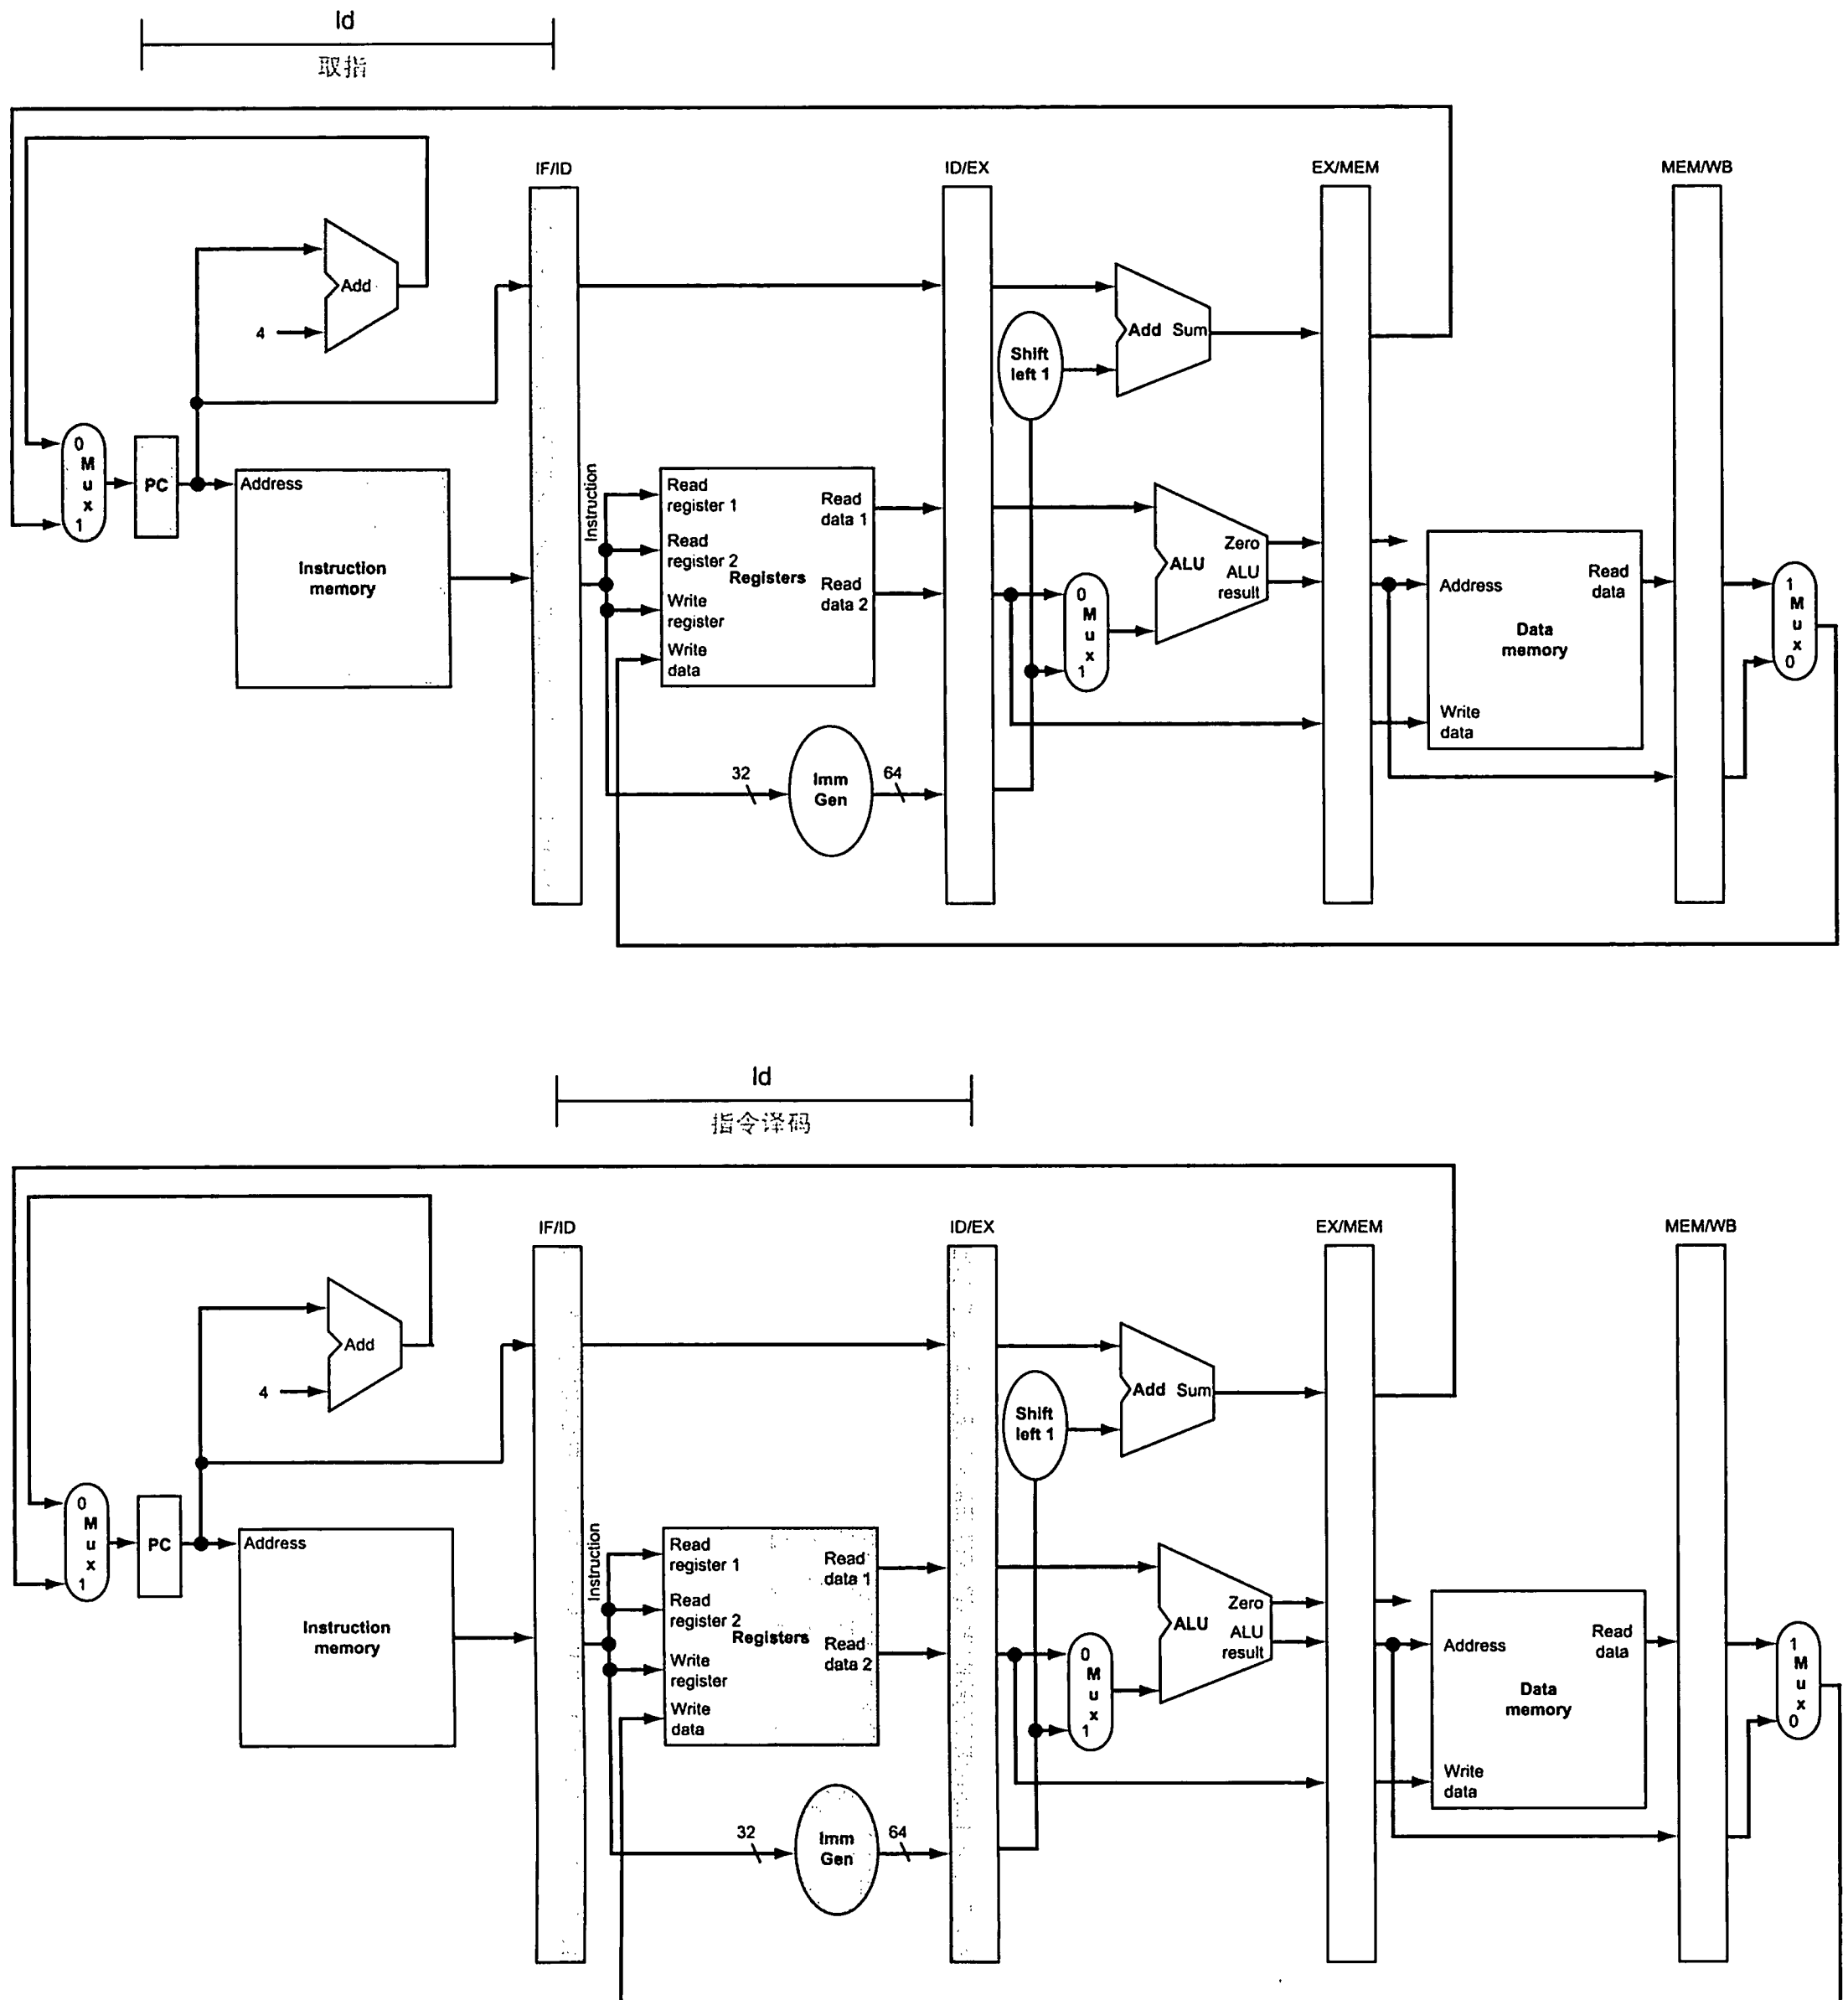 ld
取指
IF/ID
ID/EX
EX/MEM
MEM/WB
Add
4
Add Sum
Shift
left 1
0
M
u
x
1
PC
Address
Instruction
memory
Instruction
Read
register 1
Read
register 2
Write
register
Write
data
Registers
Read
data 1
Read
data 2
0
M
u
x
1
ALU
Zero
ALU
result
Address
Read
data
Data
memory
Write
data
1
M
u
x
0
32
Imm
Gen
64
ld
指令译码
IF/ID
ID/EX
EX/MEM
MEM/WB
Add
4
Add Sum
Shift
left 1
0
M
u
x
1
PC
Address
Instruction
memory
Instruction
Read
register 1
Read
register 2
Write
register
Write
data
Registers
Read
data 1
Read
data 2
0
M
u
x
1
ALU
Zero
ALU
result
Address
Read
data
Data
memory
Write
data
1
M
u
x
0
32
Imm
Gen
64